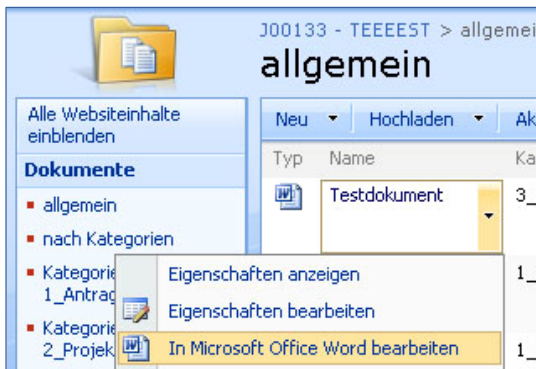 J00133 - TEEEEST > allgemei
allgemein
Alle Websiteinhalte
einblenden
Dokumente
allgemein
nach Kategorien
Kategorie
1_Antrag
Kategorie
2_Projek
Neu Hochladen Ak
Typ Name Ka
Testdokument 3_
1_
1_
Eigenschaften anzeigen
Eigenschaften bearbeiten
In Microsoft Office Word bearbeiten